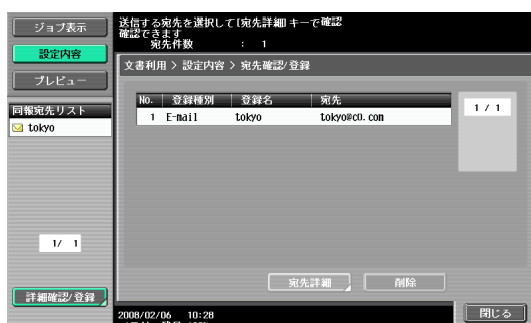 ジョブ表示
設定内容
プレビュー
同報宛先リスト
tokyo
1/ 1
詳細確認/登録
送信する宛先を選択して[宛先詳細]キーで確認
確認できます
宛先件数 : 1
文書利用 > 設定内容 > 宛先確認/登録
No. 登録種別 登録名 宛先
1 E-mail tokyo tokyo@c0.com
1 / 1
宛先詳細 削除
2008/02/06 10:28
閉じる